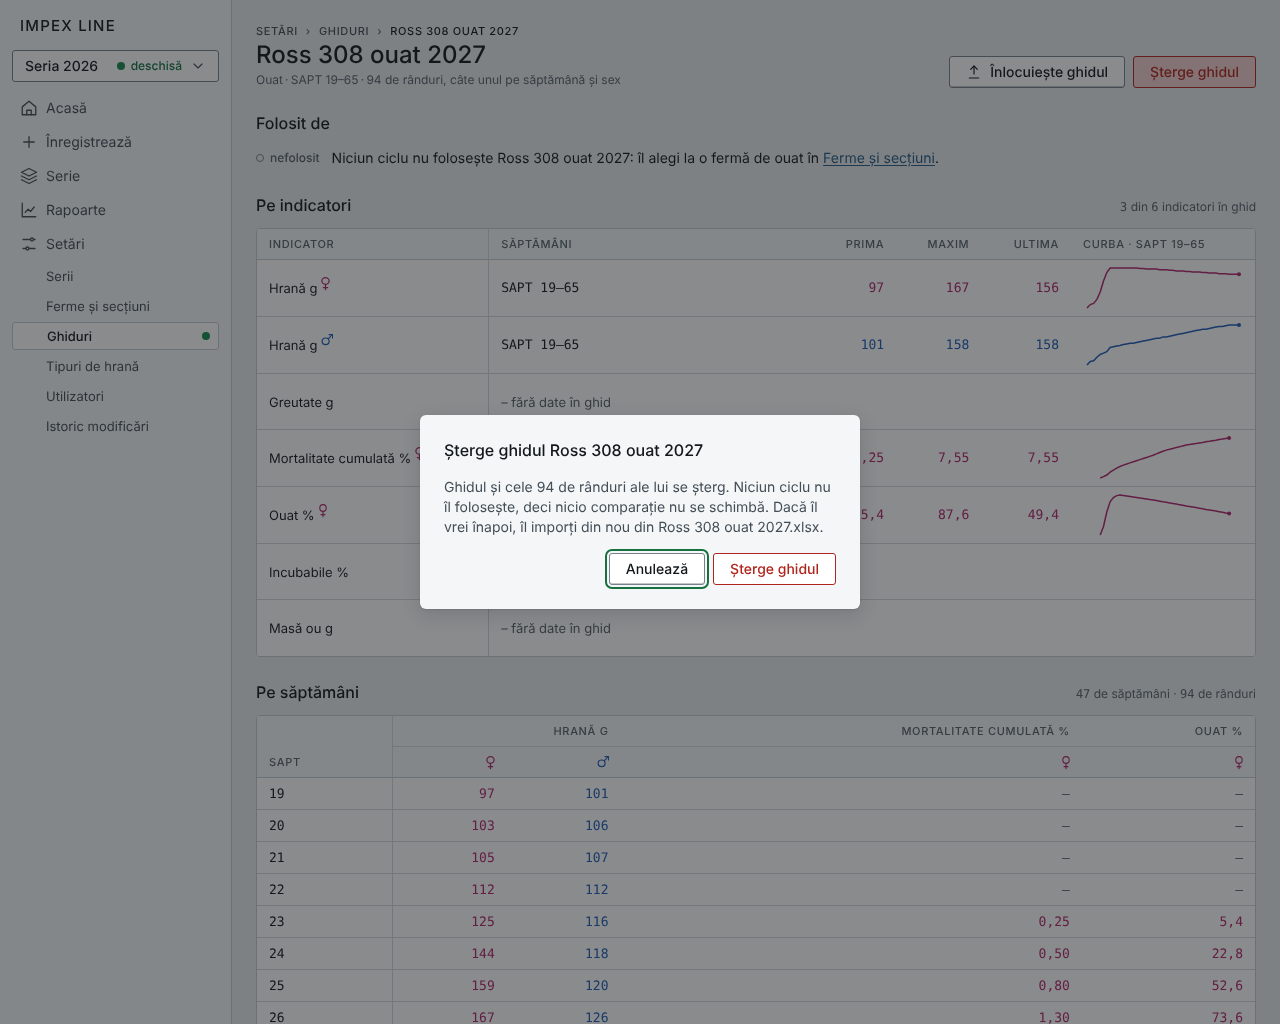 IMPEX LINE
Seria 2026 deschisă
Acasă
Înregistrează
Serie
Rapoarte
Setări
Serii
Ferme și secțiuni
Ghiduri
Tipuri de hrană
Utilizatori
Istoric modificări
SETĂRI › GHIDURI › ROSS 308 OUAT 2027
Ross 308 ouat 2027
Ouat · SAPT 19–65 · 94 de rânduri, câte unul pe săptămână și sex
Înlocuiește ghidul
Șterge ghidul
Folosit de
nefolosit Niciun ciclu nu folosește Ross 308 ouat 2027: îl alegi la o fermă de ouat în Ferme și secțiuni.
Pe indicatori
3 din 6 indicatori în ghid
INDICATOR SĂPTĂMÂNI PRIMA MAXIM ULTIMA CURBA · SAPT 19–65
Hrană g ♀ SAPT 19–65 97 167 156
Hrană g ♂ SAPT 19–65 101 158 158
Greutate g – fără date în ghid
Mortalitate cumulată % ,25 7,55 7,55
Ouat % ♀ 5,4 87,6 49,4
Incubabile %
Masă ou g – fără date în ghid
Șterge ghidul Ross 308 ouat 2027
Ghidul și cele 94 de rânduri ale lui se șterg. Niciun ciclu nu
îl folosește, deci nicio comparație nu se schimbă. Dacă îl
vrei înapoi, îl imporți din nou din Ross 308 ouat 2027.xlsx.
Anulează
Șterge ghidul
Pe săptămâni
47 de săptămâni · 94 de rânduri
HRANĂ G MORTALITATE CUMULATĂ % OUAT %
SAPT ♀ ♂ ♀ ♀
19 97 101 – –
20 103 106 – –
21 105 107 – –
22 112 112 – –
23 125 116 0,25 5,4
24 144 118 0,50 22,8
25 159 120 0,80 52,6
26 167 126 1,30 73,6